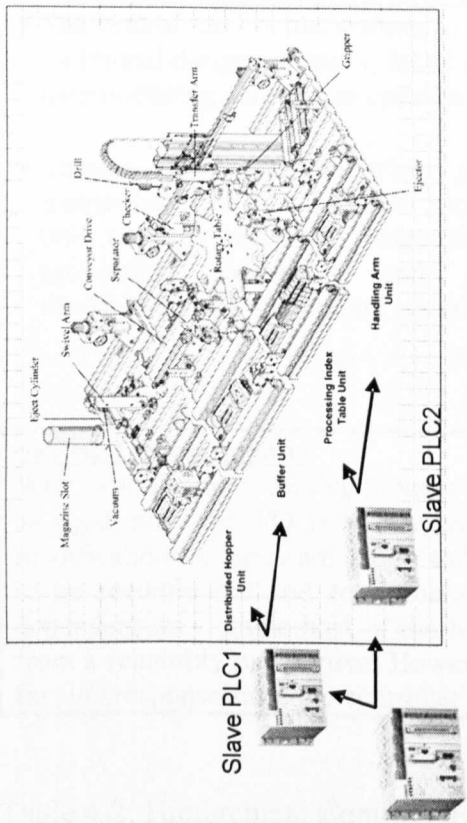 Magazine Slot
Eject Cylinder
Vacuum
Swivel Arm
Conveyor Drive
Separator
Drill
Checker
Rotary Table
Transfer Arm
Gripper
Ejector
Distributed Hopper
Unit
Buffer Unit
Processing Index
Table Unit
Handling Arm
Unit
Slave PLC1
Slave PLC2